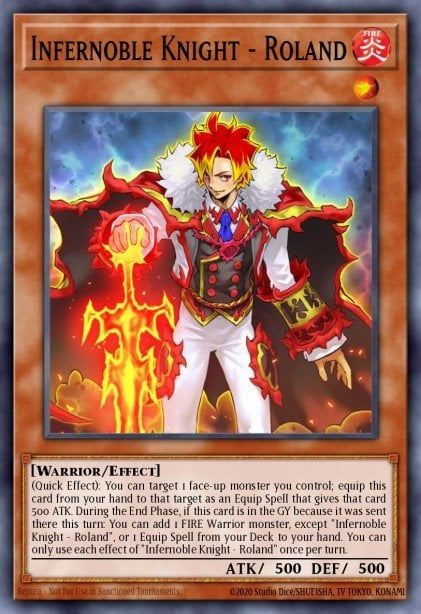 Infernoble Knight - Roland
FIRE
炎
[Warrior/Effect]
(Quick Effect): You can target 1 face-up monster you control; equip this
card from your hand to that target as an Equip Spell that gives that card
500 ATK. During the End Phase, if this card is in the GY because it was sent
there this turn: You can add 1 FIRE Warrior monster, except "Infernoble
Knight - Roland", or 1 Equip Spell from your Deck to your hand. You can
only use each effect of "Infernoble Knight - Roland" once per turn.
ATK/ 500 DEF/ 500
Replica - Not For Use in Sanctioned Tournaments
©2020 Studio Dice/SHUEISHA, TV TOKYO, KONAMI